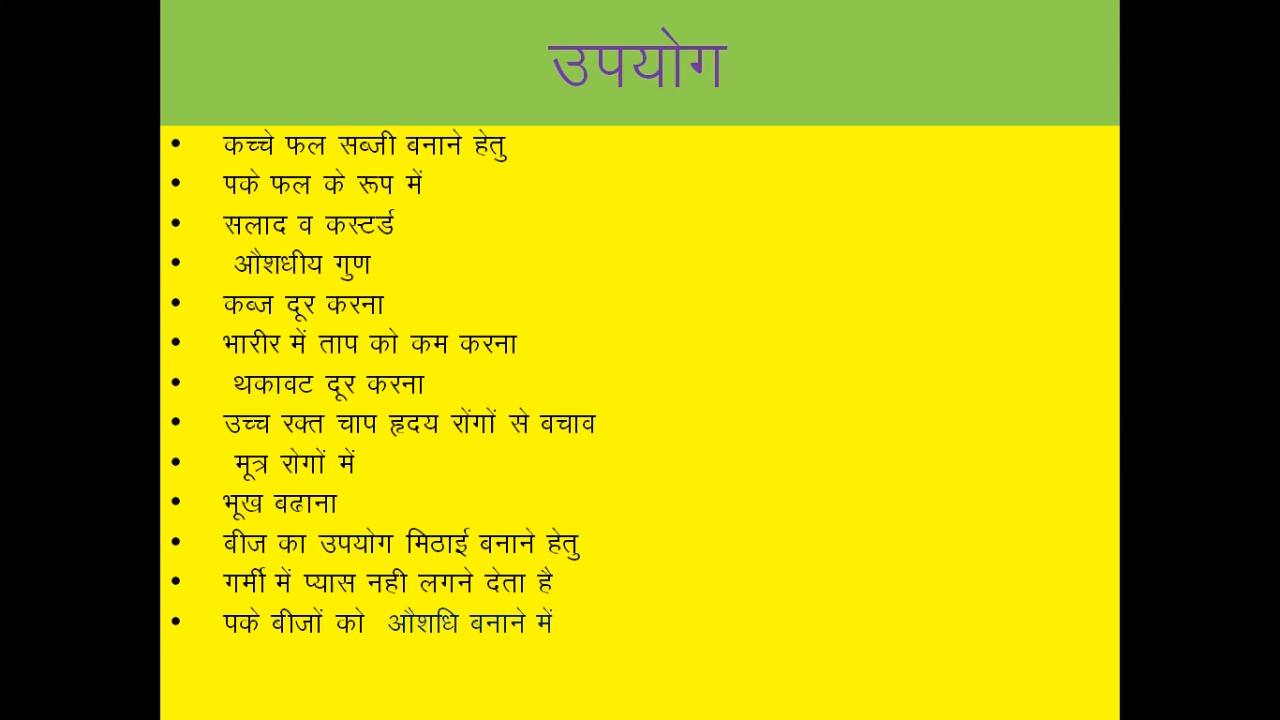 उपयोग
• कच्चे फल सब्जी बनाने हेतु
• पके फल के रूप में
• सलाद व कस्टर्ड
• औशधीय गुण
• कब्ज दूर करना
• भारीर में ताप को कम करना
• थकावट दूर करना
• उच्च रक्त चाप हृदय रोंगों से बचाव
• मूत्र रोगों में
• भूख बढाना
• बीज का उपयोग मिठाई बनाने हेतु
• गर्मी में प्यास नही लगने देता है
• पके बीजों को औशधि बनाने में